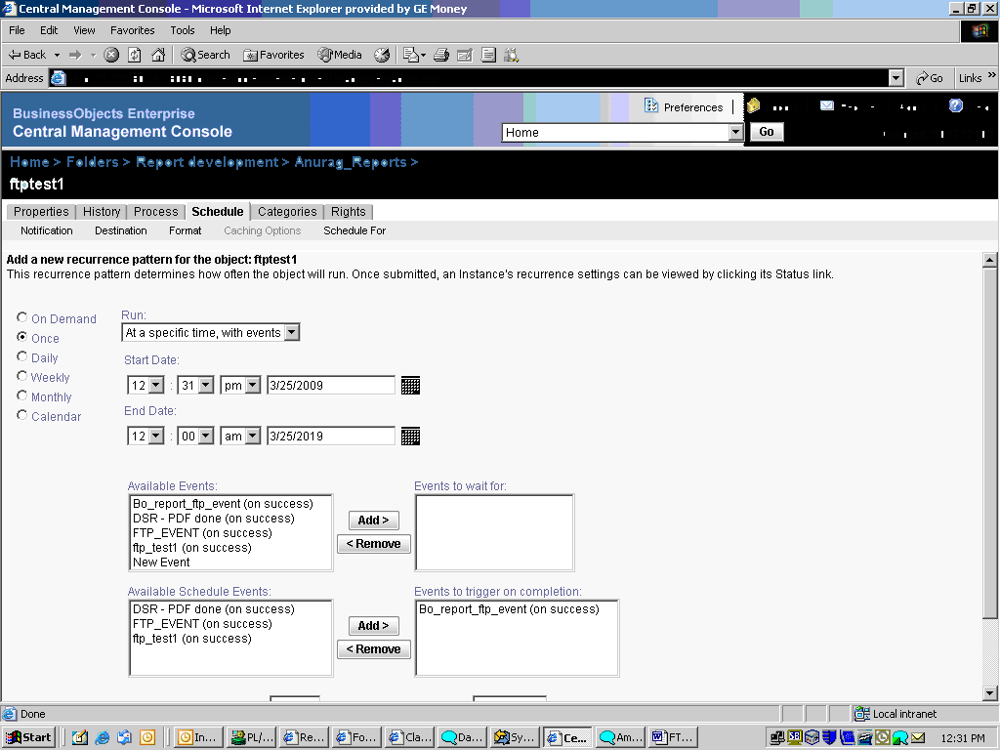 Central Management Console - Microsoft Internet Explorer provided by GE Money
File Edit View Favorites Tools Help
Back Search Favorites Media
Address Go Links »
BusinessObjects Enterprise
Central Management Console
Preferences
Home Go
Home > Folders > Report development > Anurag_Reports >
ftptest1
Properties History Process Schedule Categories Rights
Notification Destination Format Caching Options Schedule For
Add a new recurrence pattern for the object: ftptest1
This recurrence pattern determines how often the object will run. Once submitted, an Instance's recurrence settings can be viewed by clicking its Status link.
On Demand
Once
Daily
Weekly
Monthly
Calendar
Run:
At a specific time, with events
Start Date:
12 : 31 pm 3/25/2009
End Date:
12 : 00 am 3/25/2019
Available Events:
Bo_report_ftp_event (on success)
DSR - PDF done (on success)
FTP_EVENT (on success)
ftp_test1 (on success)
New Event
Add >
< Remove
Events to wait for:
Available Schedule Events:
DSR - PDF done (on success)
FTP_EVENT (on success)
ftp_test1 (on success)
Add >
< Remove
Events to trigger on completion:
Bo_report_ftp_event (on success)
Done Local intranet
Start In... PL/... Re... Fo... Cla... Da... Sy... Ce... Am... FT... 12:31 PM